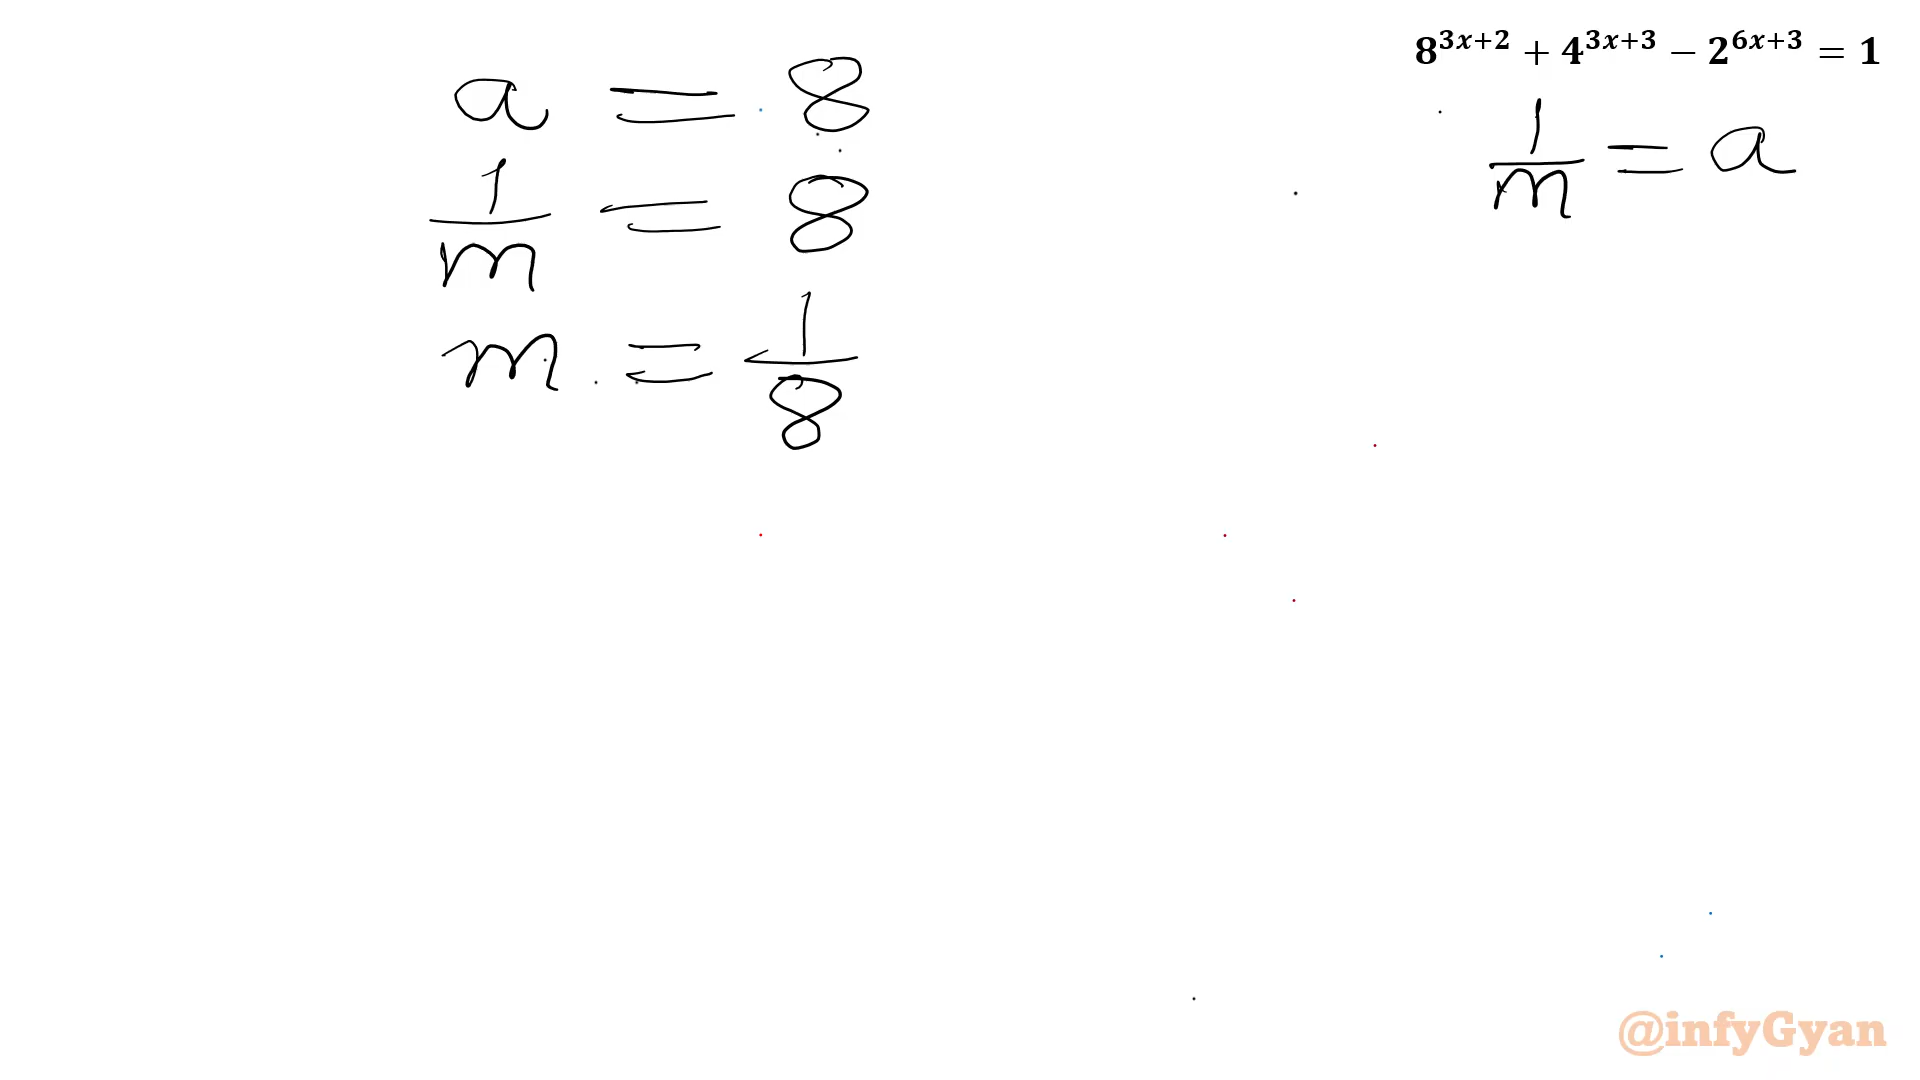 8^{3x+2} + 4^{3x+3} − 2^{6x+3} = 1
1/m = a
a = 8
1/m = 8
m = 1/8
@infyGyan